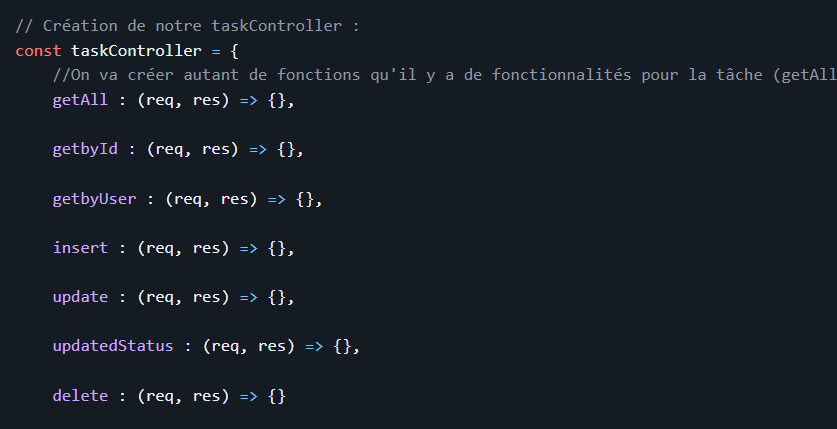 // Création de notre taskController :
const taskController = {
//On va créer autant de fonctions qu'il y a de fonctionnalités pour la tâche (getAll
getAll : (req, res) => {},
getbyId : (req, res) => {},
getbyUser : (req, res) => {},
insert : (req, res) => {},
update : (req, res) => {},
updatedStatus : (req, res) => {},
delete : (req, res) => {}